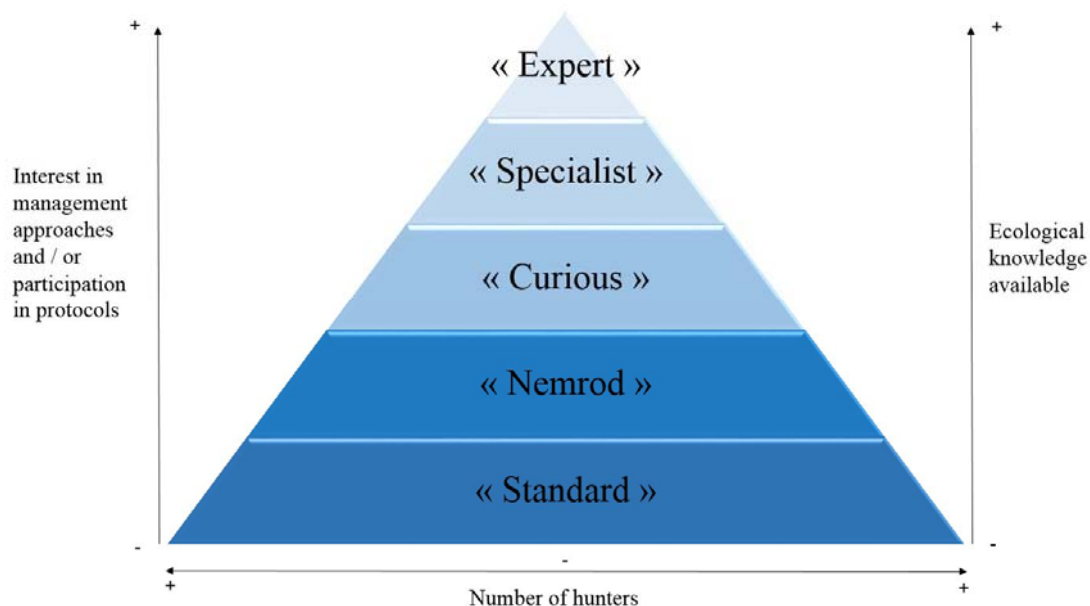 +
+
« Expert »
« Specialist »
Interest in
management
approaches
and / or
participation
in protocols
Ecological
knowledge
available
« Curious »
« Nemrod »
« Standard »
-
-
-
+
+
Number of hunters